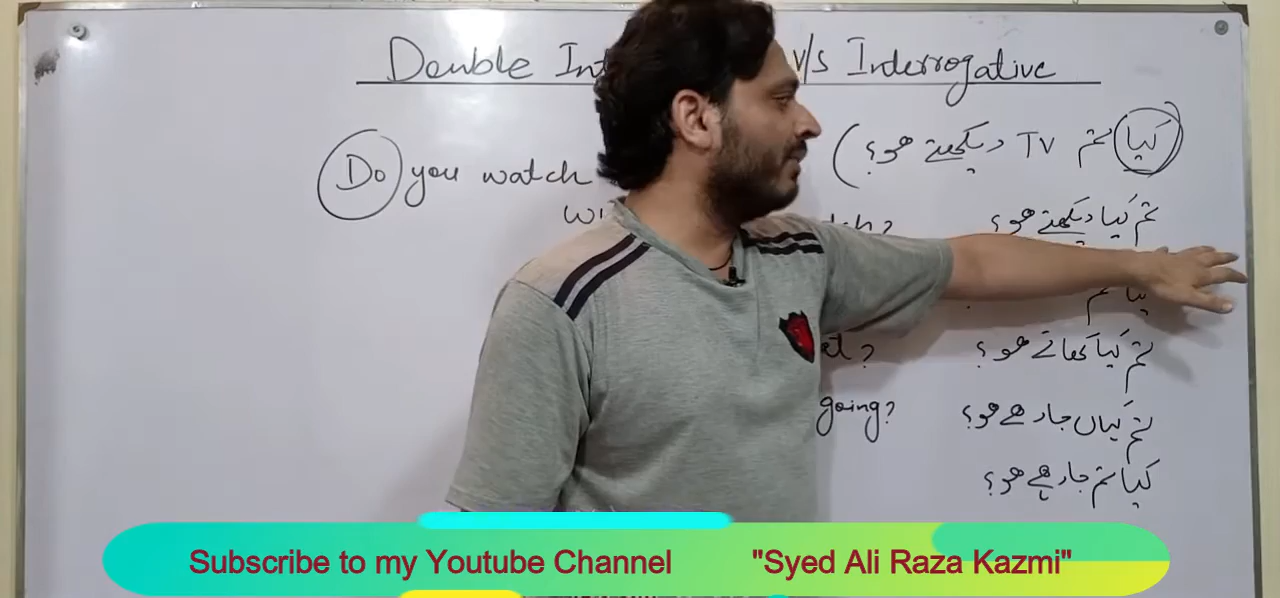 Double V/s Interrogative
Do you watch ( کیا تم TV دیکھتے ہو؟
تم کیا دیکھتے ہو؟
کیا تم
تم کیا کھاتے ہو؟
going? تم کہاں جا رہے ہو؟
کیا تم جا رہے ہو؟
Subscribe to my Youtube Channel "Syed Ali Raza Kazmi"